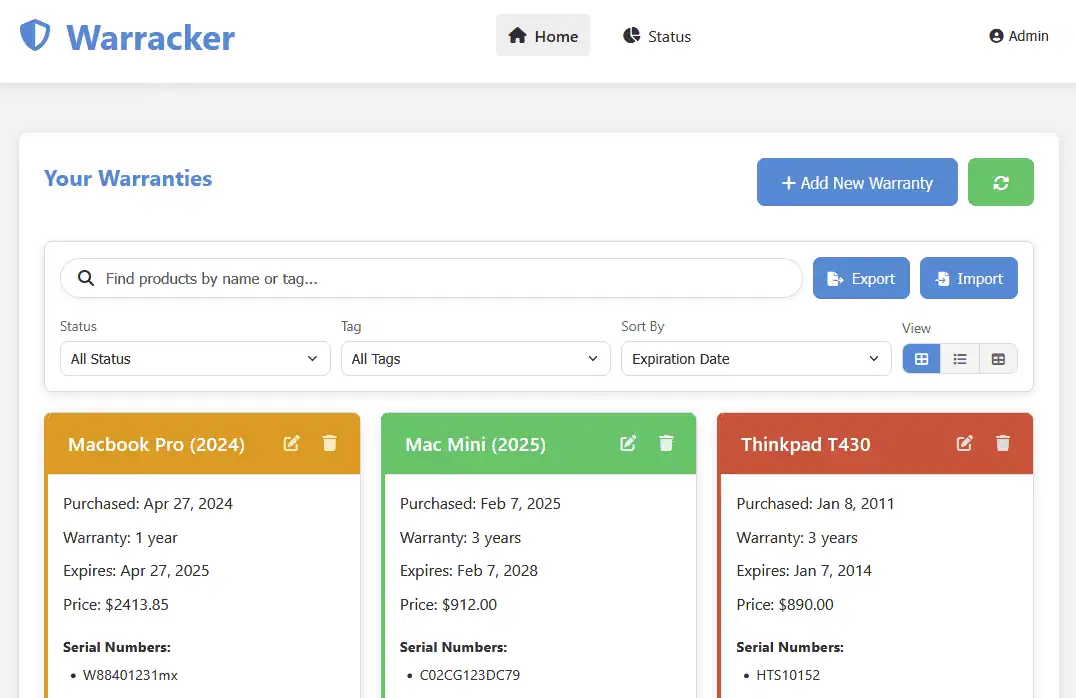 Warracker
Home
Status
Admin
Your Warranties
Add New Warranty
Find products by name or tag...
Export
Import
Status
Tag
Sort By
View
All Status
All Tags
Expiration Date
Macbook Pro (2024)
Purchased: Apr 27, 2024
Warranty: 1 year
Expires: Apr 27, 2025
Price: $2413.85
Serial Numbers:
• W88401231mx
Mac Mini (2025)
Purchased: Feb 7, 2025
Warranty: 3 years
Expires: Feb 7, 2028
Price: $912.00
Serial Numbers:
• C02CG123DC79
Thinkpad T430
Purchased: Jan 8, 2011
Warranty: 3 years
Expires: Jan 7, 2014
Price: $890.00
Serial Numbers:
• HTS10152